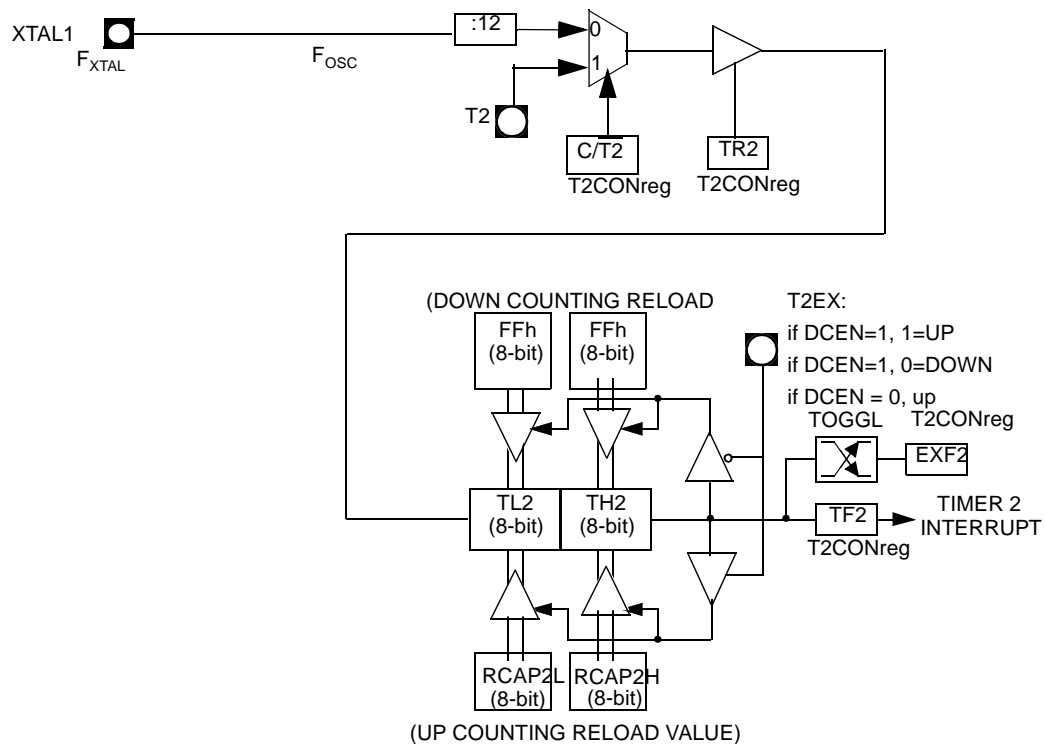 XTAL1
F_XTAL
F_OSC
:12
0
1
T2
C/T2
T2CONreg
TR2
T2CONreg
(DOWN COUNTING RELOAD
FFh
(8-bit)
FFh
(8-bit)
T2EX:
if DCEN=1, 1=UP
if DCEN=1, 0=DOWN
if DCEN = 0, up
TOGGL
T2CONreg
EXF2
TL2
(8-bit)
TH2
(8-bit)
TF2
T2CONreg
TIMER 2
INTERRUPT
RCAP2L
(8-bit)
RCAP2H
(8-bit)
(UP COUNTING RELOAD VALUE)